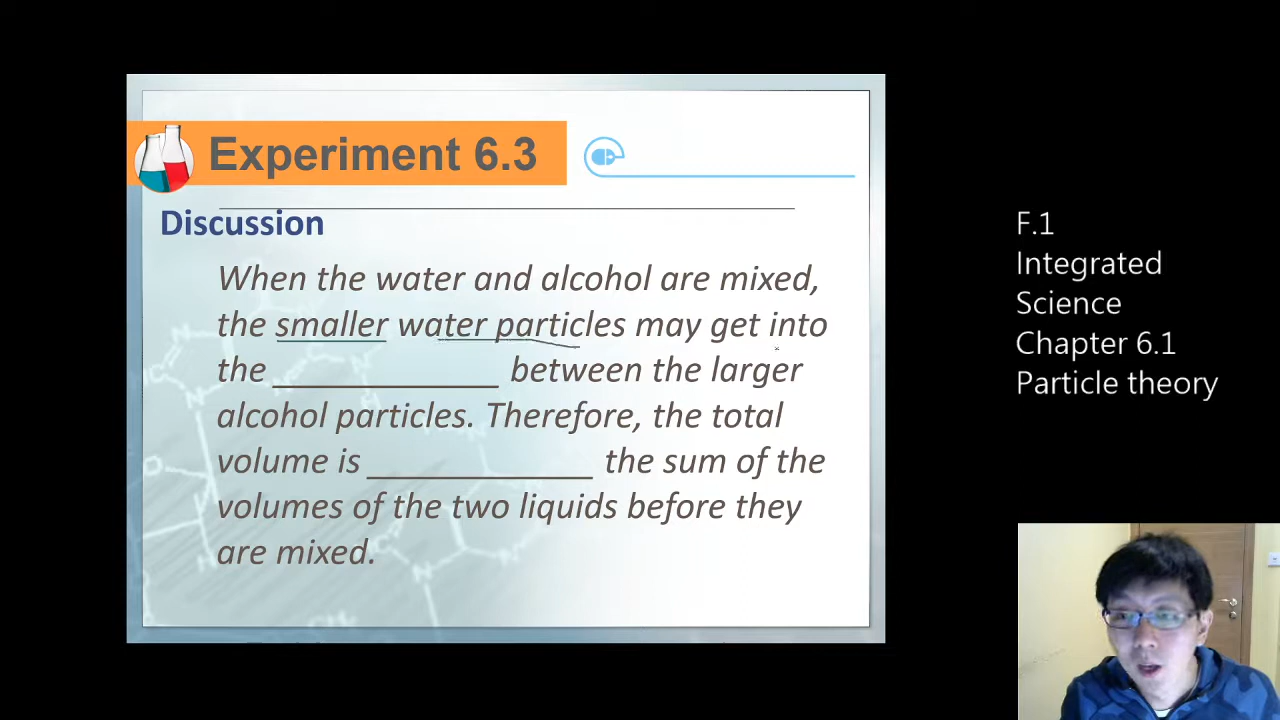 Experiment 6.3
Discussion
When the water and alcohol are mixed,
the smaller water particles may get into
the _____________ between the larger
alcohol particles. Therefore, the total
volume is _____________ the sum of the
volumes of the two liquids before they
are mixed.
F.1
Integrated
Science
Chapter 6.1
Particle theory